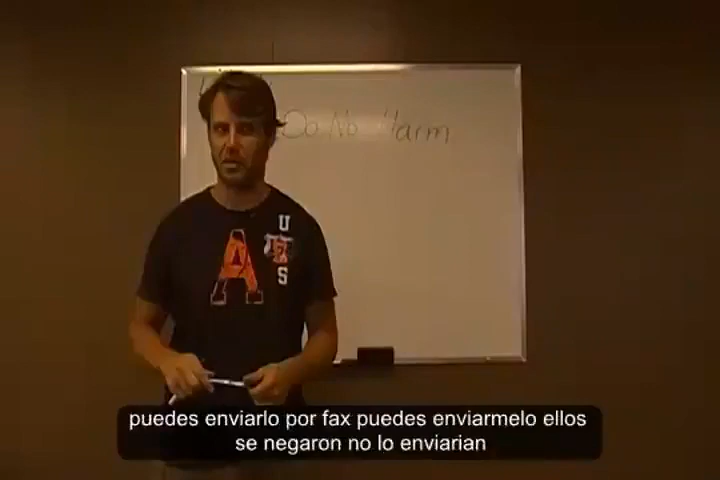 Do No Harm
A
U
S
puedes enviarlo por fax puedes enviarmelo ellos
se negaron no lo enviarian